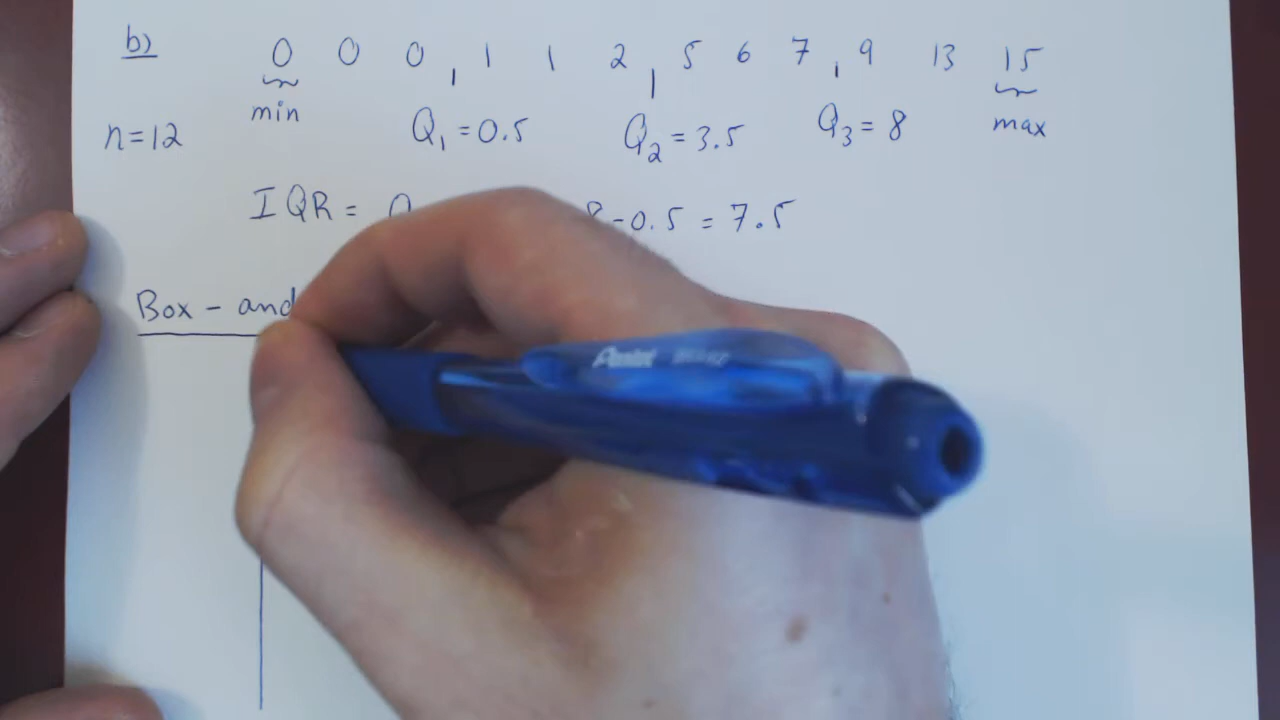 b) 0 0 0 1 1 2 5 6 7 9 13 15
min max
n=12 Q1 = 0.5 Q2 = 3.5 Q3 = 8
IQR = 8-0.5 = 7.5
Box - and
Pentel